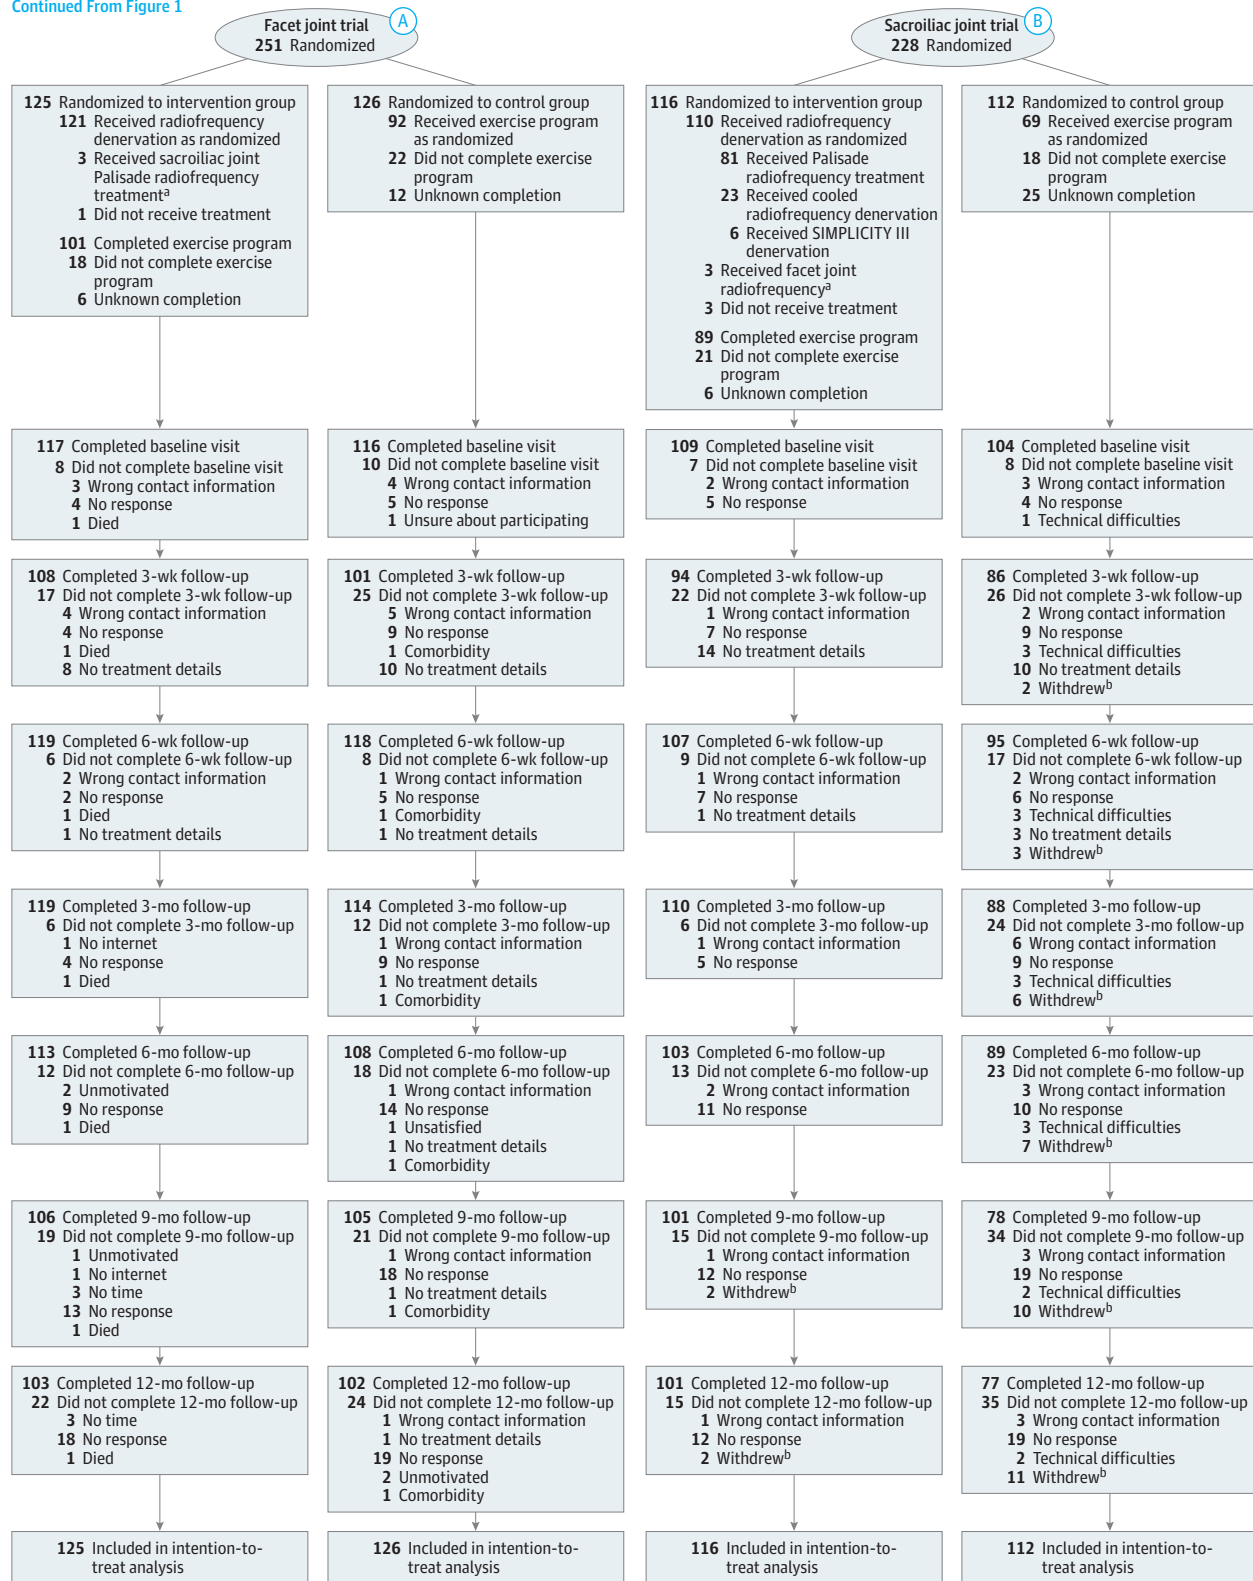 Continued From Figure 1
Facet joint trial
251 Randomized
A
Sacroiliac joint trial
228 Randomized
B
125 Randomized to intervention group
121 Received radiofrequency
denervation as randomized
3 Received sacroiliac joint
Palisade radiofrequency
treatmentᵃ
1 Did not receive treatment
101 Completed exercise program
18 Did not complete exercise
program
6 Unknown completion
126 Randomized to control group
92 Received exercise program
as randomized
22 Did not complete exercise
program
12 Unknown completion
116 Randomized to intervention group
110 Received radiofrequency
denervation as randomized
81 Received Palisade
radiofrequency treatment
23 Received cooled
radiofrequency denervation
6 Received SIMPLICITY III
denervation
3 Received facet joint
radiofrequencyᵃ
3 Did not receive treatment
89 Completed exercise program
21 Did not complete exercise
program
6 Unknown completion
112 Randomized to control group
69 Received exercise program
as randomized
18 Did not complete exercise
program
25 Unknown completion
117 Completed baseline visit
8 Did not complete baseline visit
3 Wrong contact information
4 No response
1 Died
116 Completed baseline visit
10 Did not complete baseline visit
4 Wrong contact information
5 No response
1 Unsure about participating
109 Completed baseline visit
7 Did not complete baseline visit
2 Wrong contact information
5 No response
104 Completed baseline visit
8 Did not complete baseline visit
3 Wrong contact information
4 No response
1 Technical difficulties
108 Completed 3-wk follow-up
17 Did not complete 3-wk follow-up
4 Wrong contact information
4 No response
1 Died
8 No treatment details
101 Completed 3-wk follow-up
25 Did not complete 3-wk follow-up
5 Wrong contact information
9 No response
1 Comorbidity
10 No treatment details
94 Completed 3-wk follow-up
22 Did not complete 3-wk follow-up
1 Wrong contact information
7 No response
14 No treatment details
86 Completed 3-wk follow-up
26 Did not complete 3-wk follow-up
2 Wrong contact information
9 No response
3 Technical difficulties
10 No treatment details
2 Withdrewᵇ
119 Completed 6-wk follow-up
6 Did not complete 6-wk follow-up
2 Wrong contact information
2 No response
1 Died
1 No treatment details
118 Completed 6-wk follow-up
8 Did not complete 6-wk follow-up
1 Wrong contact information
5 No response
1 Comorbidity
1 No treatment details
107 Completed 6-wk follow-up
9 Did not complete 6-wk follow-up
1 Wrong contact information
7 No response
1 No treatment details
95 Completed 6-wk follow-up
17 Did not complete 6-wk follow-up
2 Wrong contact information
6 No response
3 Technical difficulties
3 No treatment details
3 Withdrewᵇ
119 Completed 3-mo follow-up
6 Did not complete 3-mo follow-up
1 No internet
4 No response
1 Died
114 Completed 3-mo follow-up
12 Did not complete 3-mo follow-up
1 Wrong contact information
9 No response
1 No treatment details
1 Comorbidity
110 Completed 3-mo follow-up
6 Did not complete 3-mo follow-up
1 Wrong contact information
5 No response
88 Completed 3-mo follow-up
24 Did not complete 3-mo follow-up
6 Wrong contact information
9 No response
3 Technical difficulties
6 Withdrewᵇ
113 Completed 6-mo follow-up
12 Did not complete 6-mo follow-up
2 Unmotivated
9 No response
1 Died
108 Completed 6-mo follow-up
18 Did not complete 6-mo follow-up
1 Wrong contact information
14 No response
1 Unsatisfied
1 No treatment details
1 Comorbidity
103 Completed 6-mo follow-up
13 Did not complete 6-mo follow-up
2 Wrong contact information
11 No response
89 Completed 6-mo follow-up
23 Did not complete 6-mo follow-up
3 Wrong contact information
10 No response
3 Technical difficulties
7 Withdrewᵇ
106 Completed 9-mo follow-up
19 Did not complete 9-mo follow-up
1 Unmotivated
1 No internet
3 No time
13 No response
1 Died
105 Completed 9-mo follow-up
21 Did not complete 9-mo follow-up
1 Wrong contact information
18 No response
1 No treatment details
1 Comorbidity
101 Completed 9-mo follow-up
15 Did not complete 9-mo follow-up
1 Wrong contact information
12 No response
2 Withdrewᵇ
78 Completed 9-mo follow-up
34 Did not complete 9-mo follow-up
3 Wrong contact information
19 No response
2 Technical difficulties
10 Withdrewᵇ
103 Completed 12-mo follow-up
22 Did not complete 12-mo follow-up
3 No time
18 No response
1 Died
102 Completed 12-mo follow-up
24 Did not complete 12-mo follow-up
1 Wrong contact information
1 No treatment details
19 No response
2 Unmotivated
1 Comorbidity
101 Completed 12-mo follow-up
15 Did not complete 12-mo follow-up
1 Wrong contact information
12 No response
2 Withdrewᵇ
77 Completed 12-mo follow-up
35 Did not complete 12-mo follow-up
3 Wrong contact information
19 No response
2 Technical difficulties
11 Withdrewᵇ
125 Included in intention-to-
treat analysis
126 Included in intention-to-
treat analysis
116 Included in intention-to-
treat analysis
112 Included in intention-to-
treat analysis